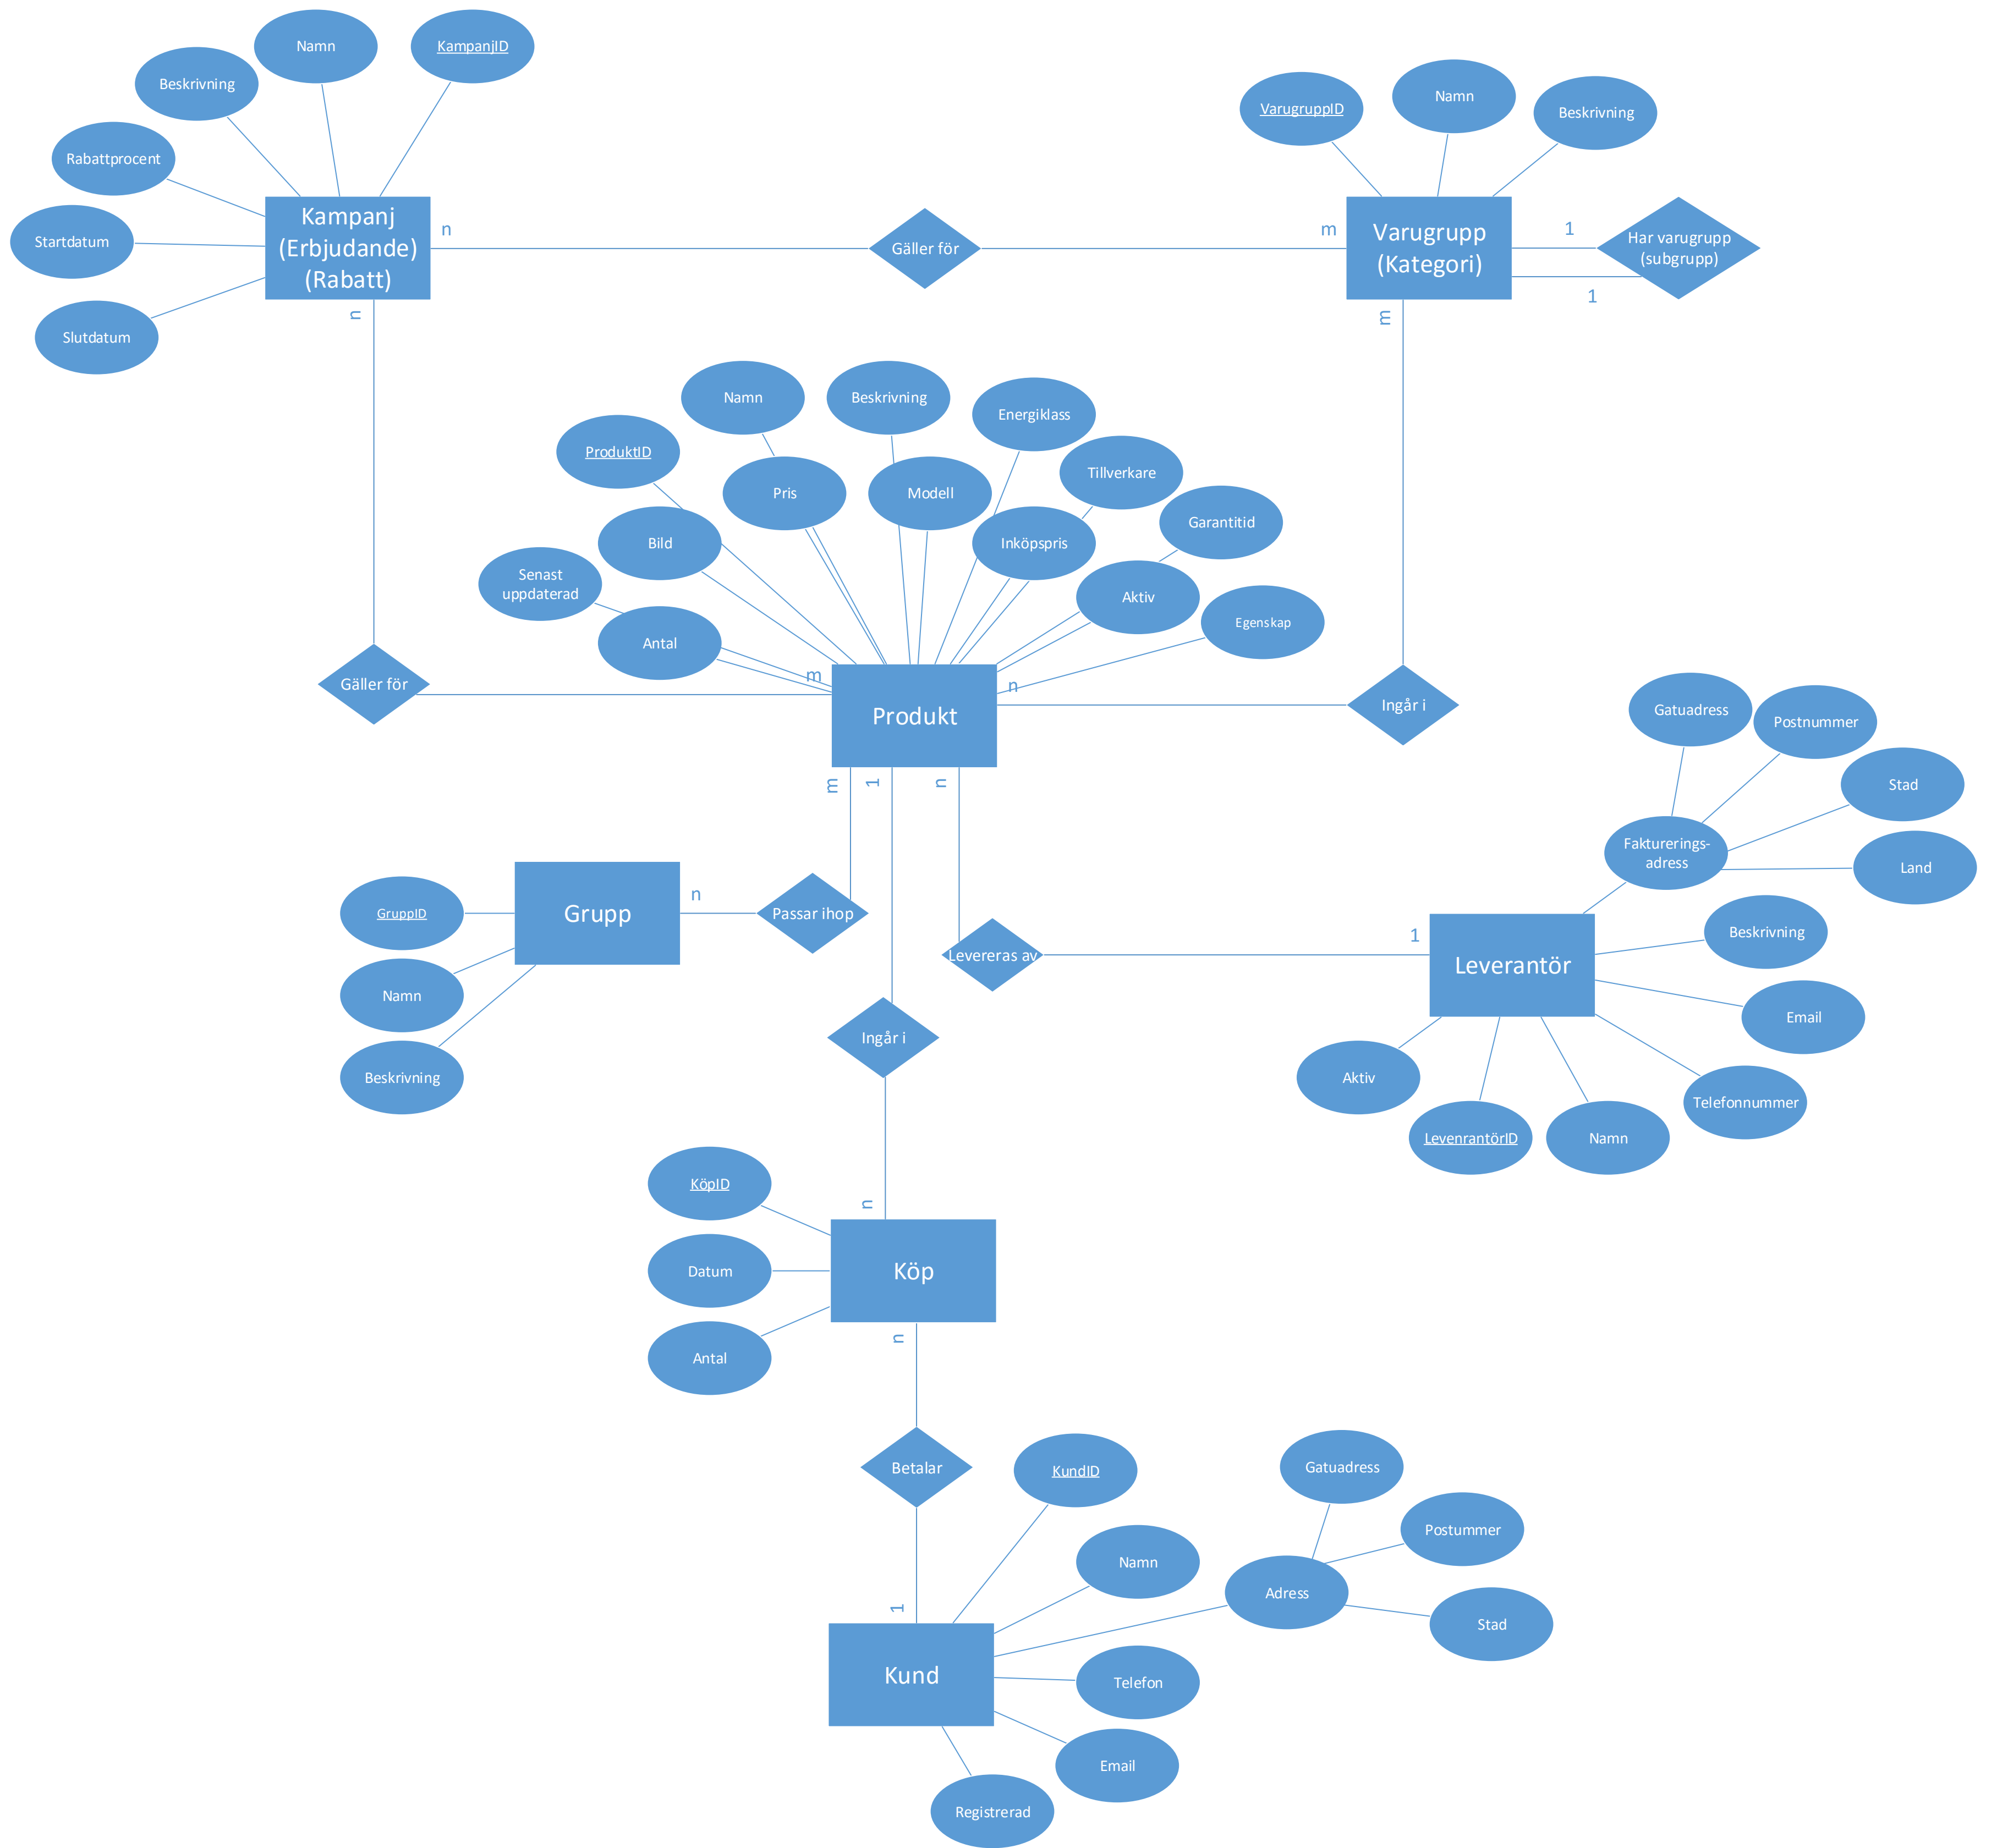 Namn
KampanjID
Beskrivning
Rabattprocent
Startdatum
Slutdatum
Kampanj
(Erbjudande)
(Rabatt)
n
n
Gäller för
m
VarugruppID
Namn
Beskrivning
Varugrupp
(Kategori)
1
1
Har varugrupp
(subgrupp)
m
Namn
Beskrivning
Energiklass
ProduktID
Pris
Modell
Tillverkare
Bild
Inköpspris
Garantitid
Senast
uppdaterad
Antal
Aktiv
Egenskap
Gäller för
m
Produkt
n
Ingår i
m
1
n
Gatuadress
Postnummer
Stad
Fakturerings-
adress
Land
GruppID
Namn
Beskrivning
Grupp
n
Passar ihop
Levereras av
1
Leverantör
Beskrivning
Email
Telefonnummer
Aktiv
LevenrantörID
Namn
Ingår i
n
KöpID
Datum
Antal
Köp
n
Betalar
1
KundID
Namn
Gatuadress
Postummer
Adress
Stad
Kund
Telefon
Email
Registrerad